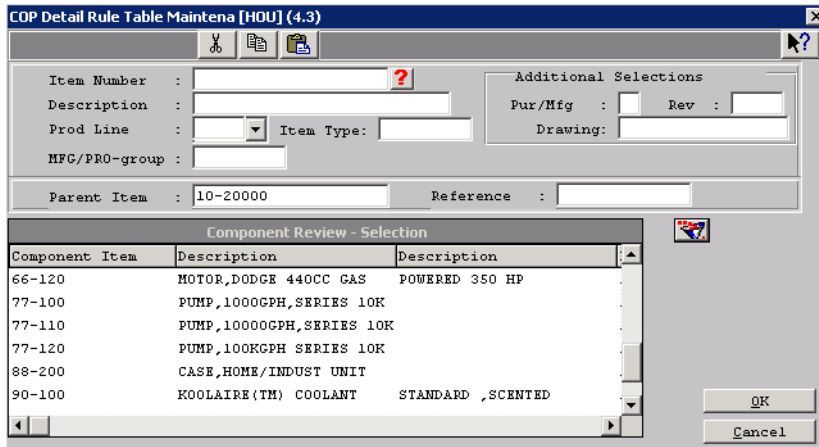 COP Detail Rule Table Maintena [HOU] (4.3)
Item Number : ?
Description :
Prod Line : Item Type:
MFG/PRO-group :
Additional Selections
Pur/Mfg : Rev :
Drawing:
Parent Item : 10-20000 Reference :
Component Review - Selection
Component Item Description Description
66-120 MOTOR,DODGE 440CC GAS POWERED 350 HP
77-100 PUMP,1000GPH,SERIES 10K
77-110 PUMP,10000GPH,SERIES 10K
77-120 PUMP,100KGPH SERIES 10K
88-200 CASE,HOME/INDUST UNIT
90-100 KOOLAIRE(TM) COOLANT STANDARD ,SCENTED
OK
Cancel